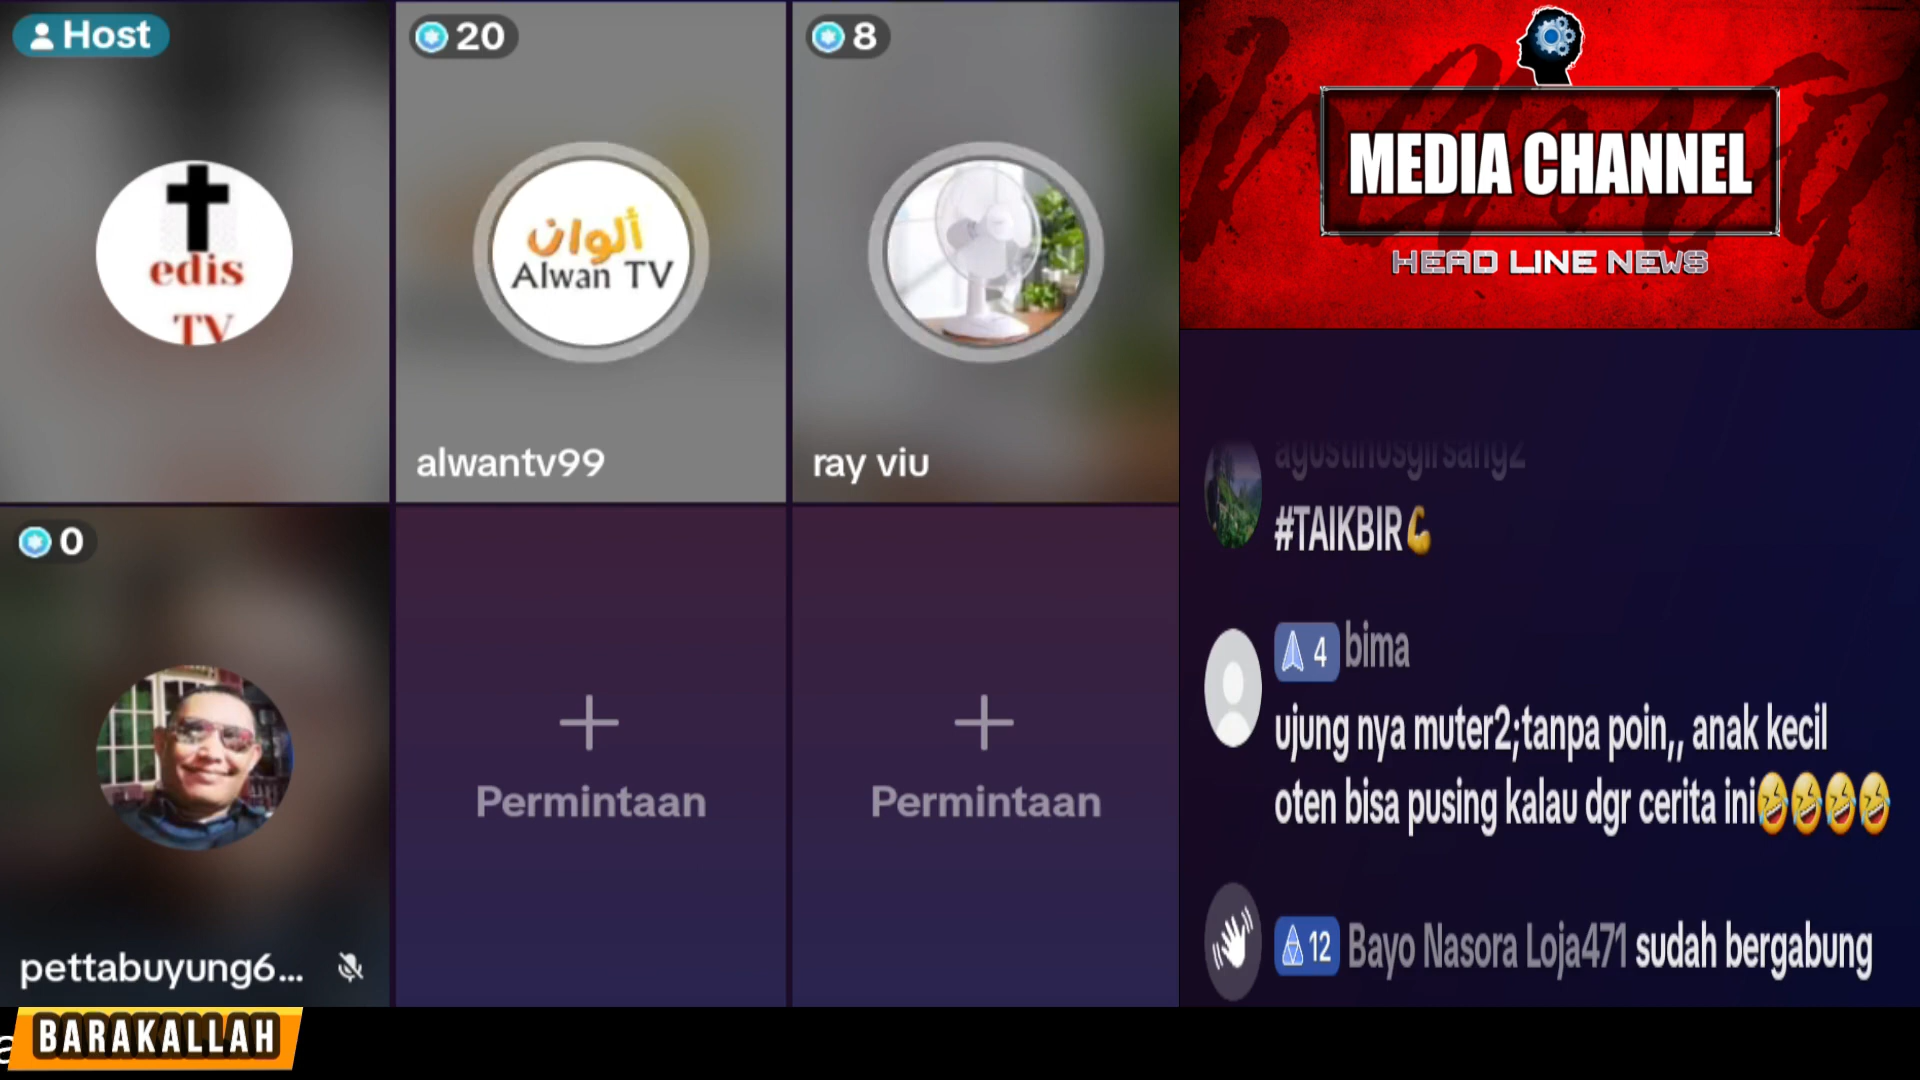 Host
20
8
edis
TV
ألوان
Alwan TV
alwantv99
ray viu
0
Permintaan
Permintaan
pettabuyung6...
MEDIA CHANNEL
HEAD LINE NEWS
agustinusgirsang2
#TAIKBIR💪
4 bima
ujung nya muter2;tanpa poin,, anak kecil
oten bisa pusing kalau dgr cerita ini🤣🤣🤣🤣
12 Bayo Nasora Loja471 sudah bergabung
BARAKALLAH